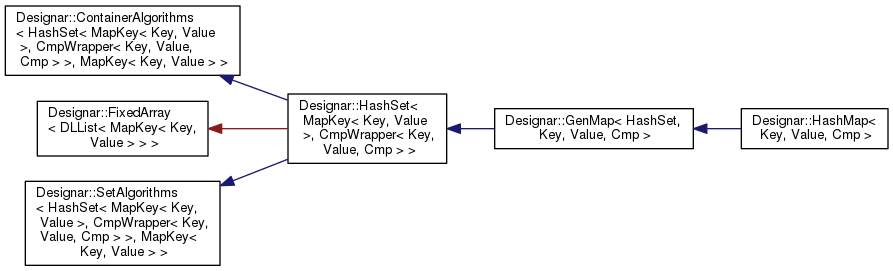 Designar::ContainerAlgorithms
< HashSet< MapKey< Key, Value
>, CmpWrapper< Key, Value,
Cmp > >, MapKey< Key, Value > >
Designar::FixedArray
< DLList< MapKey< Key,
Value > > >
Designar::SetAlgorithms
< HashSet< MapKey< Key,
Value >, CmpWrapper< Key,
Value, Cmp > >, MapKey<
Key, Value > >
Designar::HashSet<
MapKey< Key, Value
>, CmpWrapper< Key,
Value, Cmp > >
Designar::GenMap< HashSet,
Key, Value, Cmp >
Designar::HashMap<
Key, Value, Cmp >